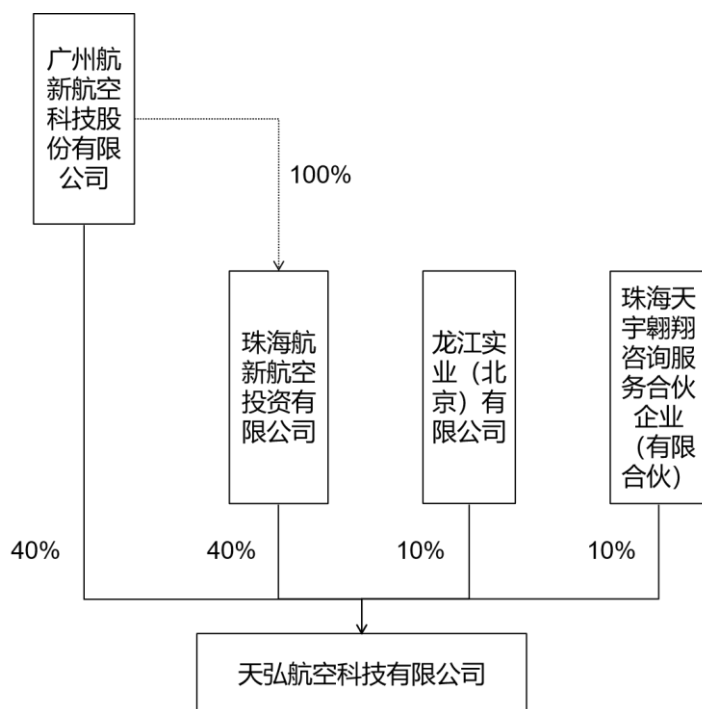 广州航
新航空
科技股
份有限
公司
100%
珠海航
新航空
投资有
限公司
龙江实
业（北
京）有
限公司
珠海天
宇翱翔
咨询服
务合伙
企业
（有限
合伙）
40%
40%
10%
10%
天弘航空科技有限公司